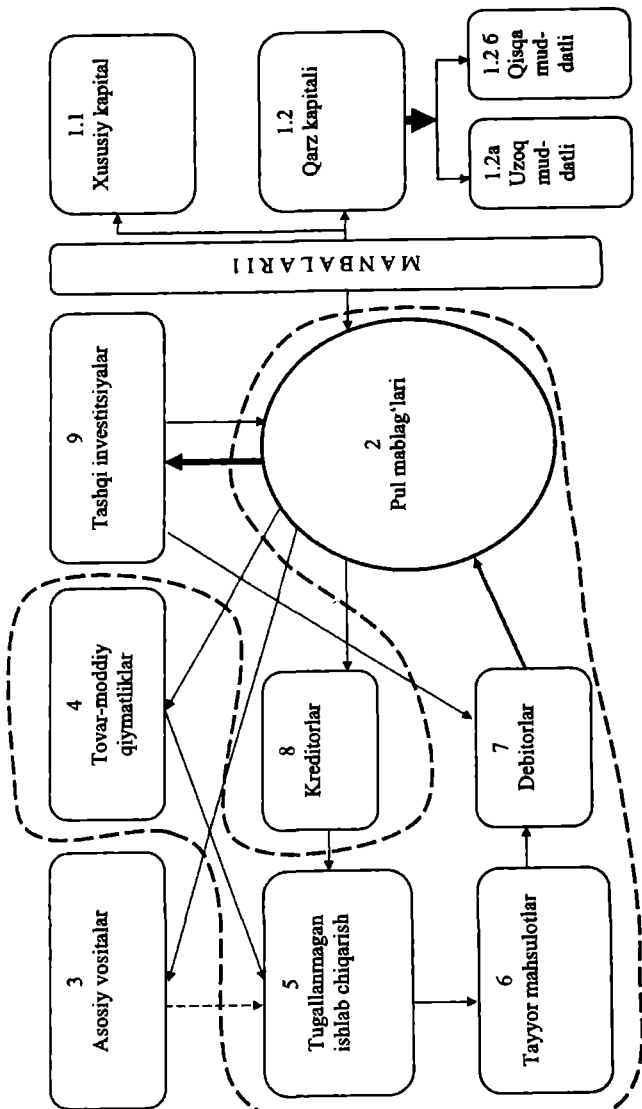 3
Asosiy vositalar
4
Tovar-moddiy
qiymatliklar
9
Tashqi investitsiyalar
MANBALARI1
1.1
Xususiy kapital
5
Tugallanmagan
ishlab chiqarish
8
Kreditorlar
2
Pul mablag‘lari
1.2
Qarz kapitali
6
Tayyor mahsulotlar
7
Debitorlar
1.2a
Uzoq
mud-
datli
1.2 б
Qisqa
mud-
datli